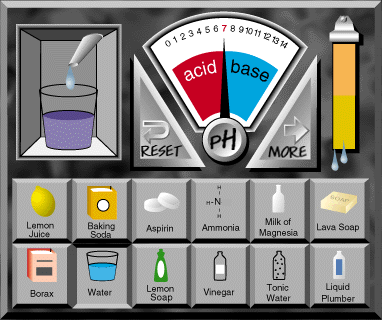 0 1 2 3 4 5 6 7 8 9 10 11 12 13 14
acid base
pH
RESET MORE
Lemon
Juice
Baking
Soda
Aspirin
H
H-N
H
Ammonia
Milk of
Magnesia
SOAP
Lava Soap
Borax
Water
Lemon
Soap
Vinegar
Tonic
Water
Liquid
Plumber